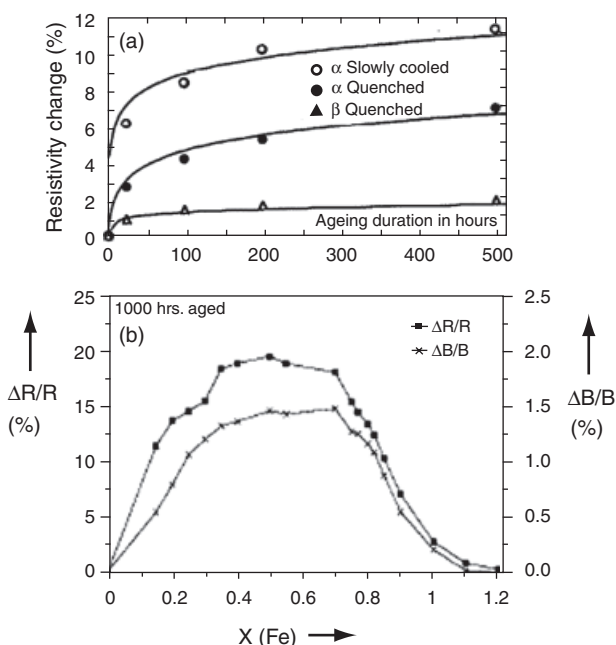 (a)
12
10
8
6
4
2
0
Resistivity change (%)
α Slowly cooled
α Quenched
β Quenched
Ageing duration in hours
0 100 200 300 400 500
(b)
1000 hrs. aged
25
20
15
10
5
0
ΔR/R
(%)
ΔR/R
ΔB/B
2.5
2.0
1.5
1.0
0.5
0.0
ΔB/B
(%)
0 0.2 0.4 0.6 0.8 1 1.2
X (Fe)